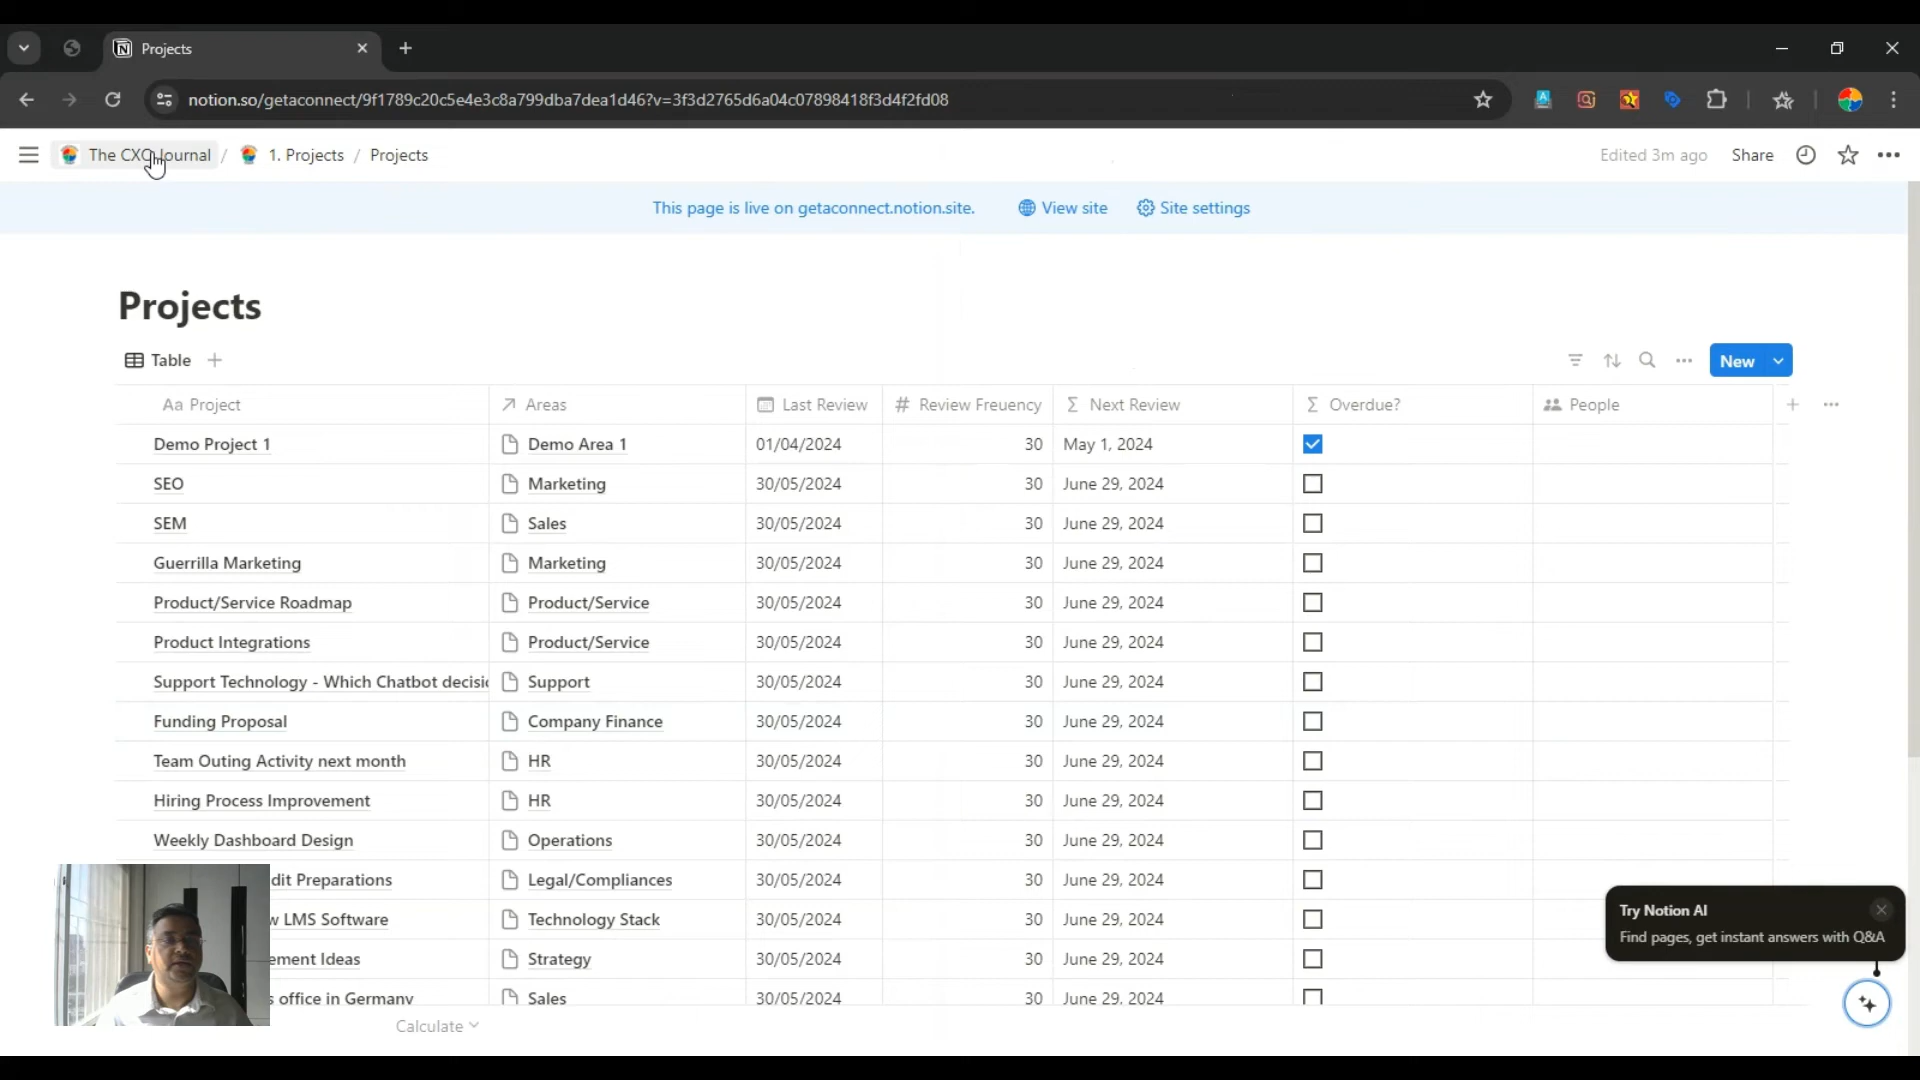 Projects
notion.so/getaconnect/9f1789c20c5e4e3c8a799dba7dea1d46?v=3f3d2765d6a04c07898418f3d4f2fd08
The CXO Journal / 1. Projects / Projects
Edited 3m ago Share
This page is live on getaconnect.notion.site. View site Site settings
Projects
Table
New
Aa Project Areas Last Review # Review Freuency Σ Next Review Σ Overdue? People
Demo Project 1 Demo Area 1 01/04/2024 30 May 1, 2024
SEO Marketing 30/05/2024 30 June 29, 2024
SEM Sales 30/05/2024 30 June 29, 2024
Guerrilla Marketing Marketing 30/05/2024 30 June 29, 2024
Product/Service Roadmap Product/Service 30/05/2024 30 June 29, 2024
Product Integrations Product/Service 30/05/2024 30 June 29, 2024
Support Technology - Which Chatbot decisi Support 30/05/2024 30 June 29, 2024
Funding Proposal Company Finance 30/05/2024 30 June 29, 2024
Team Outing Activity next month HR 30/05/2024 30 June 29, 2024
Hiring Process Improvement HR 30/05/2024 30 June 29, 2024
Weekly Dashboard Design Operations 30/05/2024 30 June 29, 2024
dit Preparations Legal/Compliances 30/05/2024 30 June 29, 2024
w LMS Software Technology Stack 30/05/2024 30 June 29, 2024
ement Ideas Strategy 30/05/2024 30 June 29, 2024
s office in Germany Sales 30/05/2024 30 June 29, 2024
Calculate
Try Notion AI
Find pages, get instant answers with Q&A